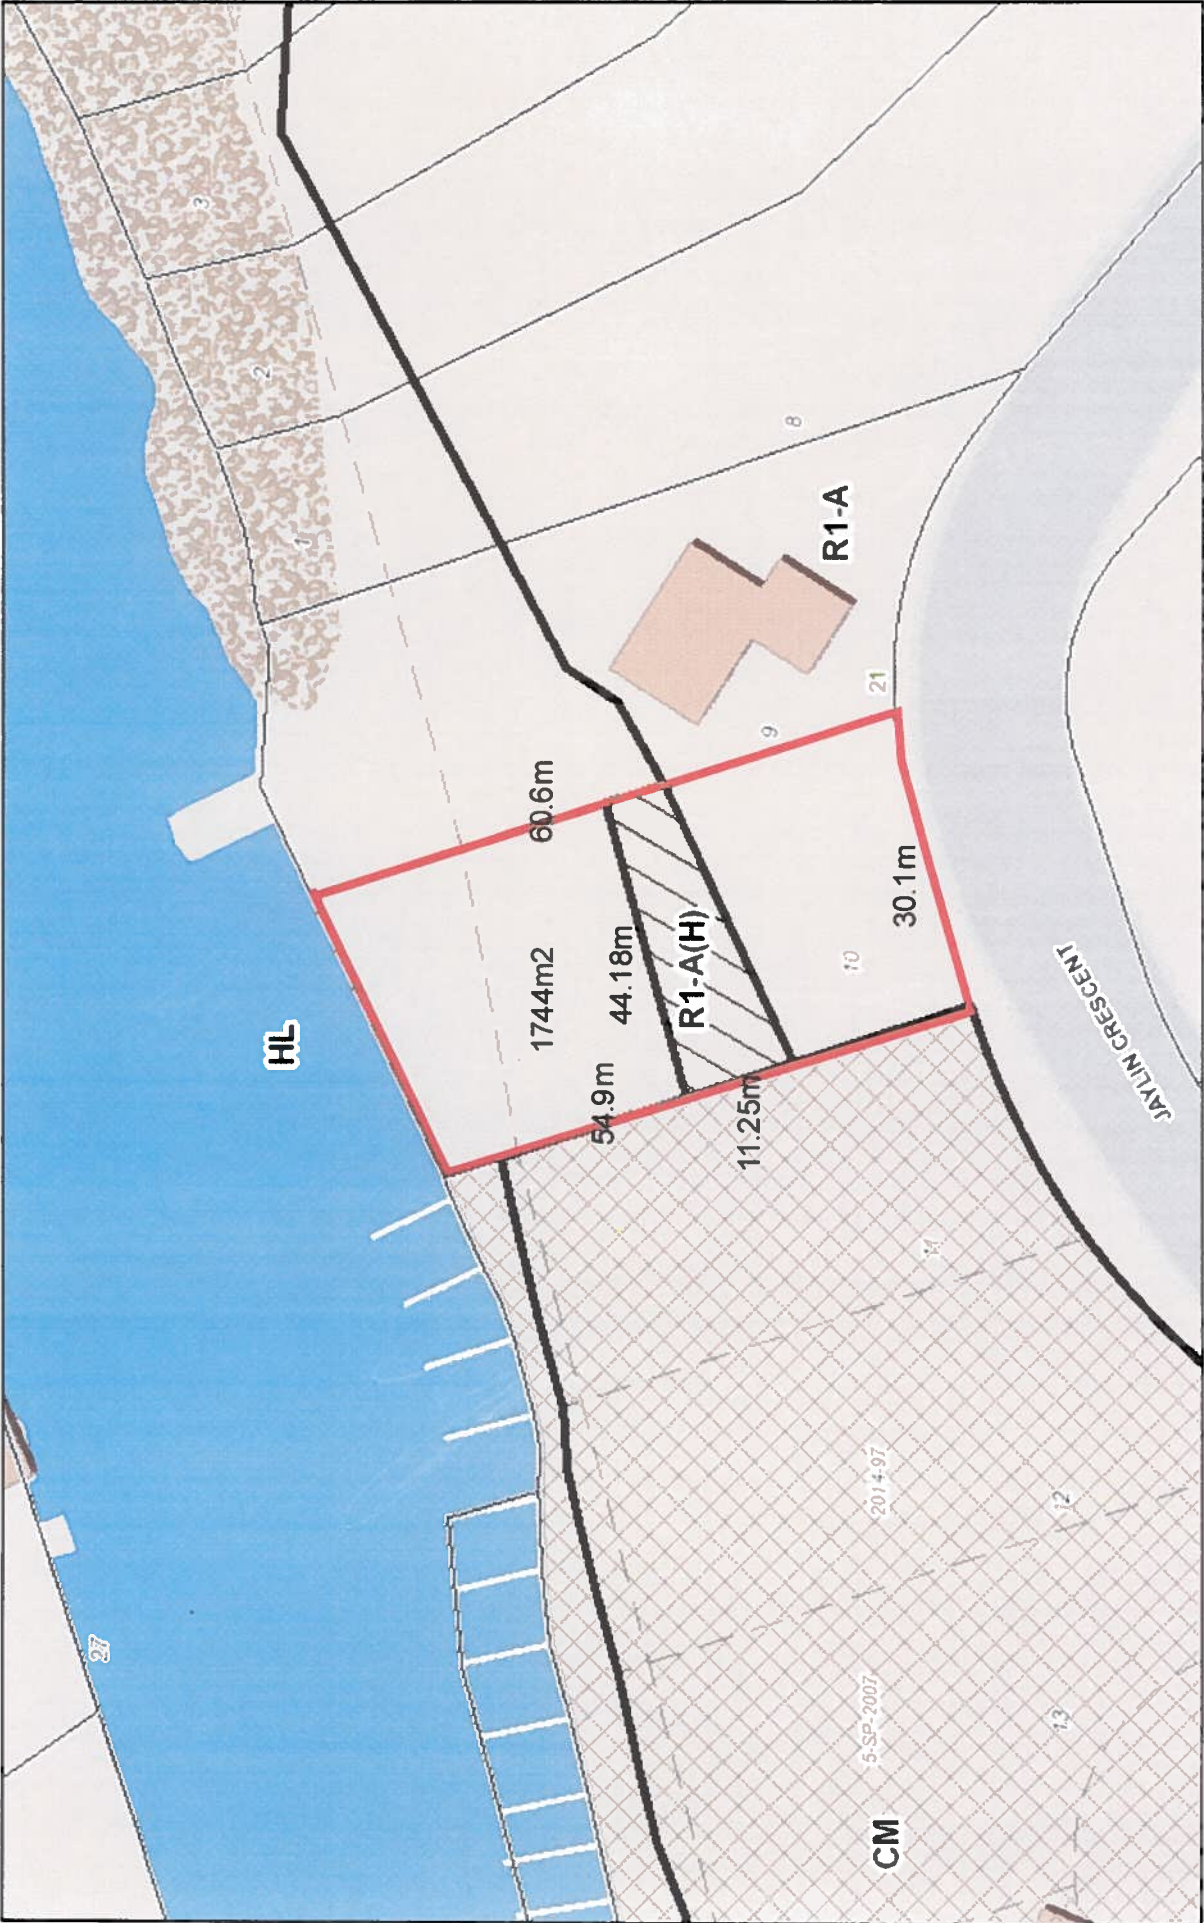 HL
3
2
1
8
R1-A
21
9
60.6m
1744m2
44.18m
R1-A(H)
54.9m
11.25m
10
30.1m
JAYLIN CRESCENT
11
2014-97
12
5-SP-2007
13
CM
27